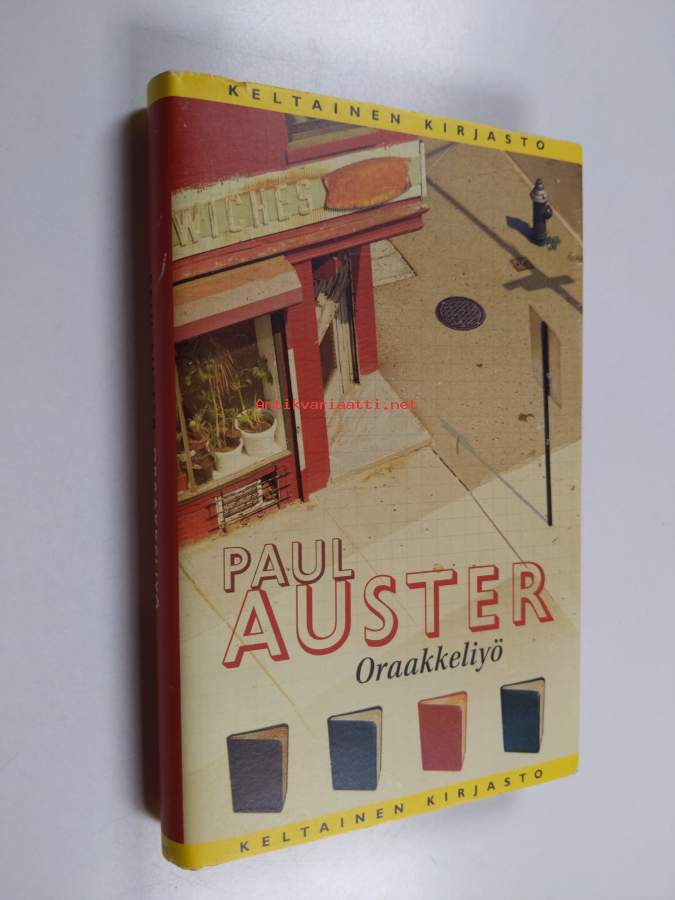 KELTAINEN KIRJASTO
WICHES
Antikvariaatti.net
PAUL
AUSTER
Oraakkeliyö
KELTAINEN KIRJASTO